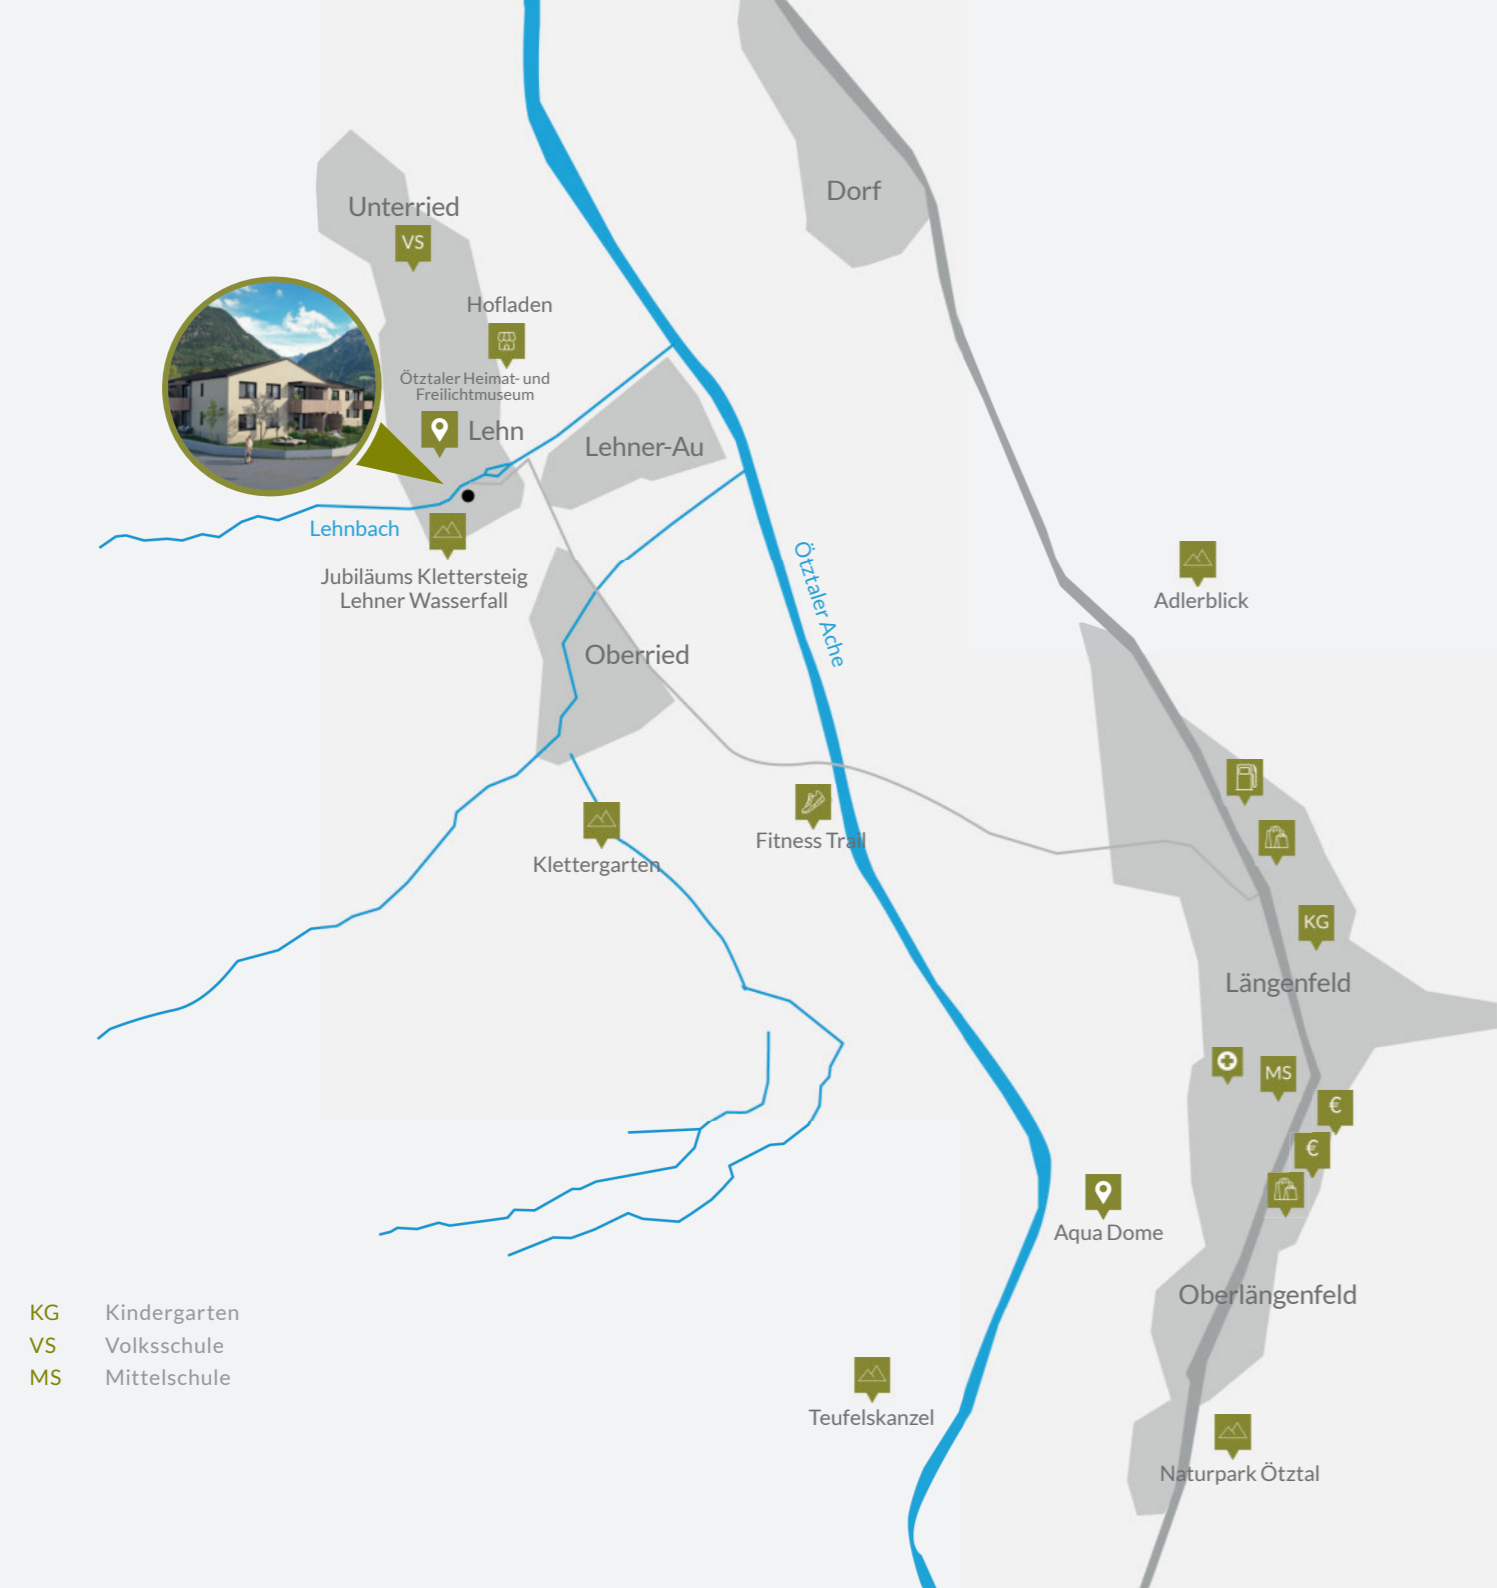 Dorf
Unterried
VS
Hofladen
Ötztaler Heimat- und
Freilichtmuseum
Lehn
Lehner-Au
Lehnbach
Ötztaler Ache
Jubiläums Klettersteig
Lehner Wasserfall
Adlerblick
Oberried
Fitness Trail
Klettergarten
KG
Längenfeld
MS
€
€
Aqua Dome
Oberlängenfeld
KG Kindergarten
VS Volksschule
MS Mittelschule
Teufelskanzel
Naturpark Ötztal